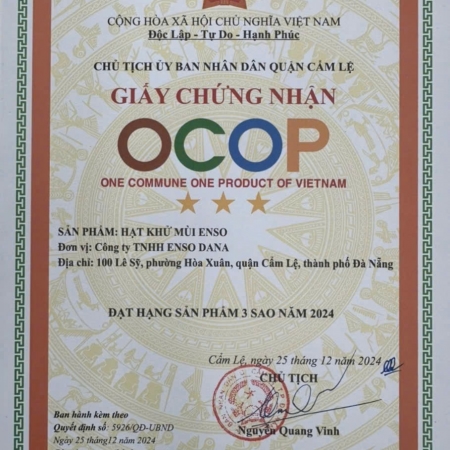 CỘNG HÒA XÃ HỘI CHỦ NGHĨA VIỆT NAM
Độc Lập - Tự Do - Hạnh Phúc
CHỦ TỊCH ỦY BAN NHÂN DÂN QUẬN CẨM LỆ
GIẤY CHỨNG NHẬN
OCOP
ONE COMMUNE ONE PRODUCT OF VIETNAM
SẢN PHẨM: HẠT KHỬ MÙI ENSO
Đơn vị: Công ty TNHH ENSO DANA
Địa chỉ: 100 Lê Sỹ, phường Hòa Xuân, quận Cẩm Lệ, thành phố Đà Nẵng
ĐẠT HẠNG SẢN PHẨM 3 SAO NĂM 2024
Cẩm Lệ, ngày 25 tháng 12 năm 2024
CHỦ TỊCH
Ban hành kèm theo
Quyết định số: 5926/QĐ-UBND
Ngày 25 tháng12 năm 2024
Nguyễn Quang Vinh